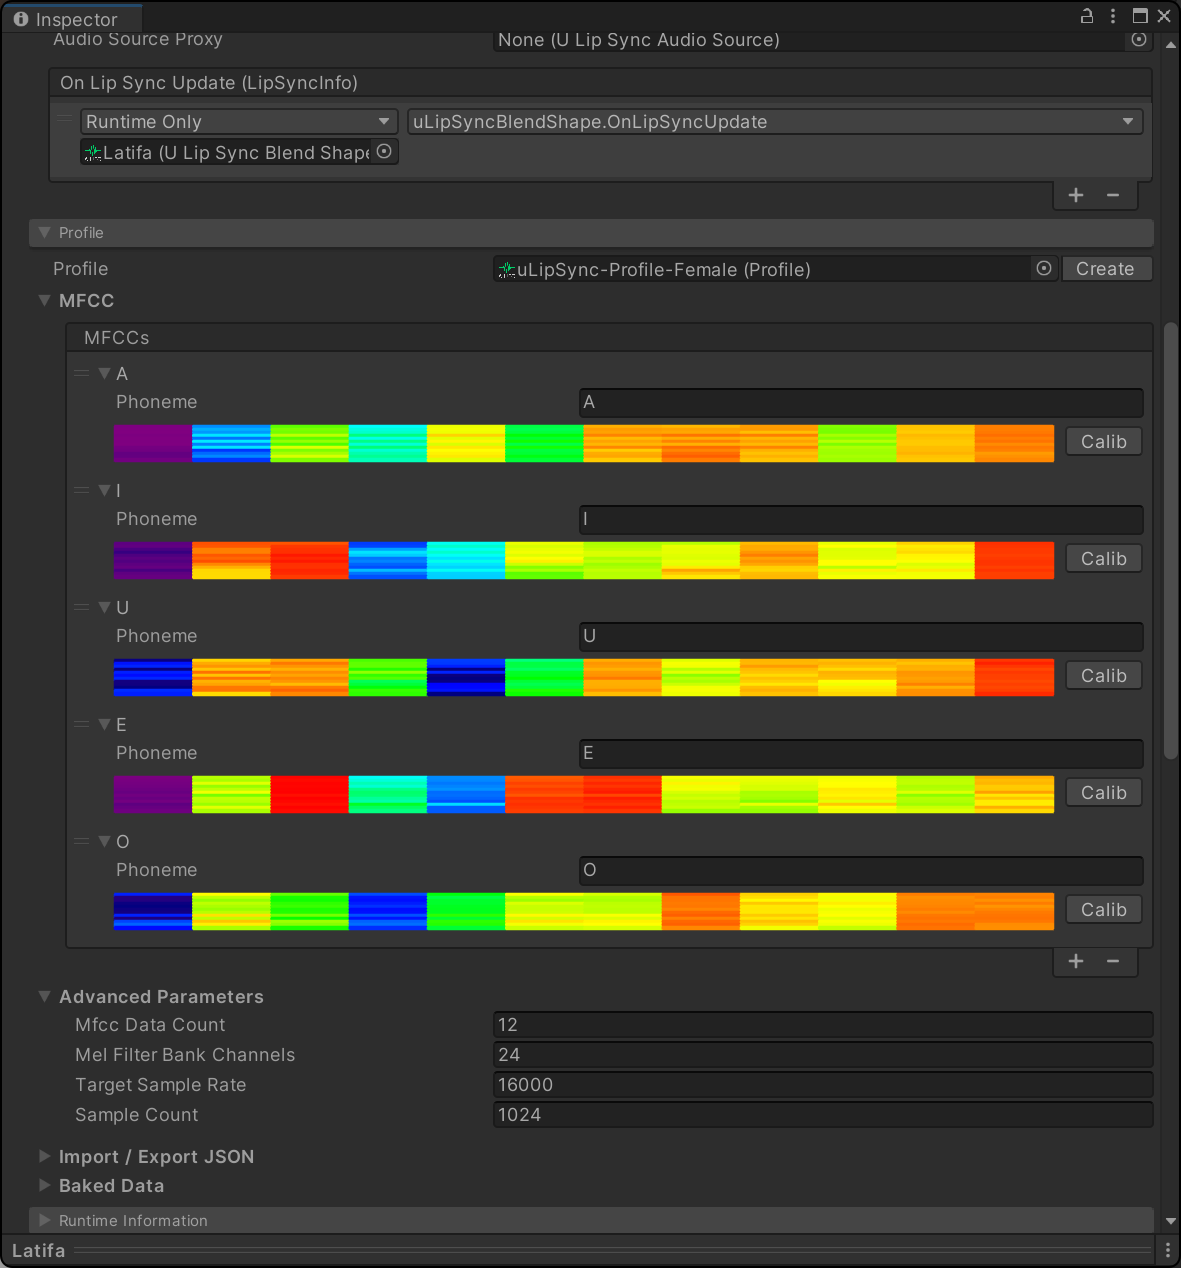 Inspector
Audio Source Proxy None (U Lip Sync Audio Source)
On Lip Sync Update (LipSyncInfo)
Runtime Only uLipSyncBlendShape.OnLipSyncUpdate
Latifa (U Lip Sync Blend Shape
Profile
Profile uLipSync-Profile-Female (Profile) Create
MFCC
MFCCs
A
Phoneme A
Calib
I
Phoneme I
Calib
U
Phoneme U
Calib
E
Phoneme E
Calib
O
Phoneme O
Calib
Advanced Parameters
Mfcc Data Count 12
Mel Filter Bank Channels 24
Target Sample Rate 16000
Sample Count 1024
Import / Export JSON
Baked Data
Runtime Information
Latifa